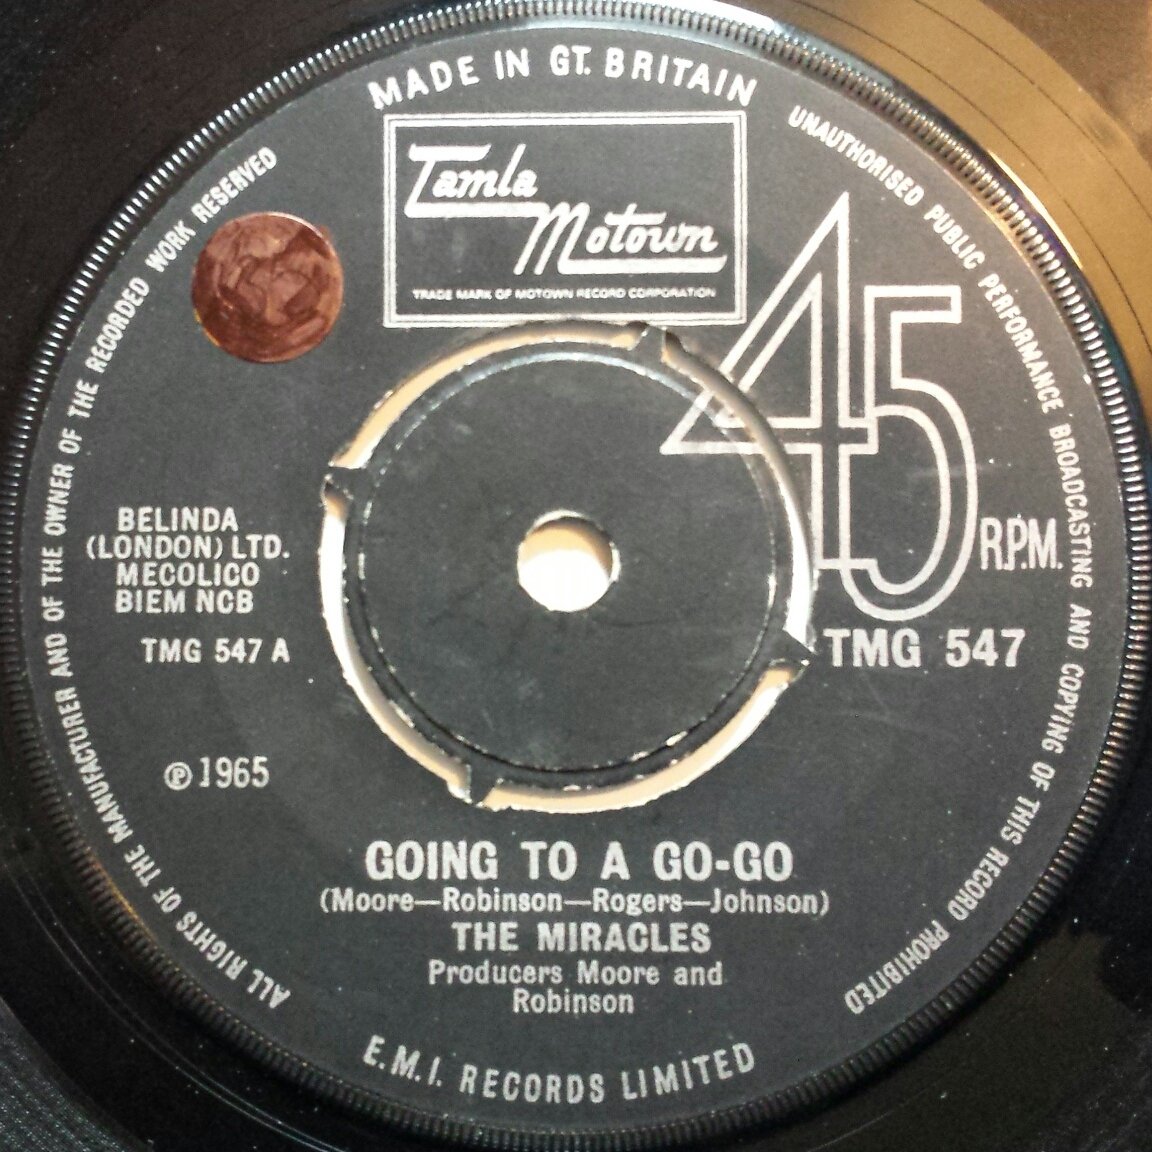 MADE IN GT. BRITAIN
UNAUTHORISED PUBLIC PERFORMANCE BROADCASTING AND COPYING OF THIS RECORD PROHIBITED
ALL RIGHTS OF THE MANUFACTURER AND OF THE OWNER OF THE RECORDED WORK RESERVED
Tamla
Motown
TRADE MARK OF MOTOWN RECORD CORPORATION
45
R.P.M.
BELINDA
(LONDON) LTD.
MECOLICO
BIEM NCB
TMG 547 A
TMG 547
℗ 1965
GOING TO A GO-GO
(Moore—Robinson—Rogers—Johnson)
THE MIRACLES
Producers Moore and
Robinson
E.M.I. RECORDS LIMITED